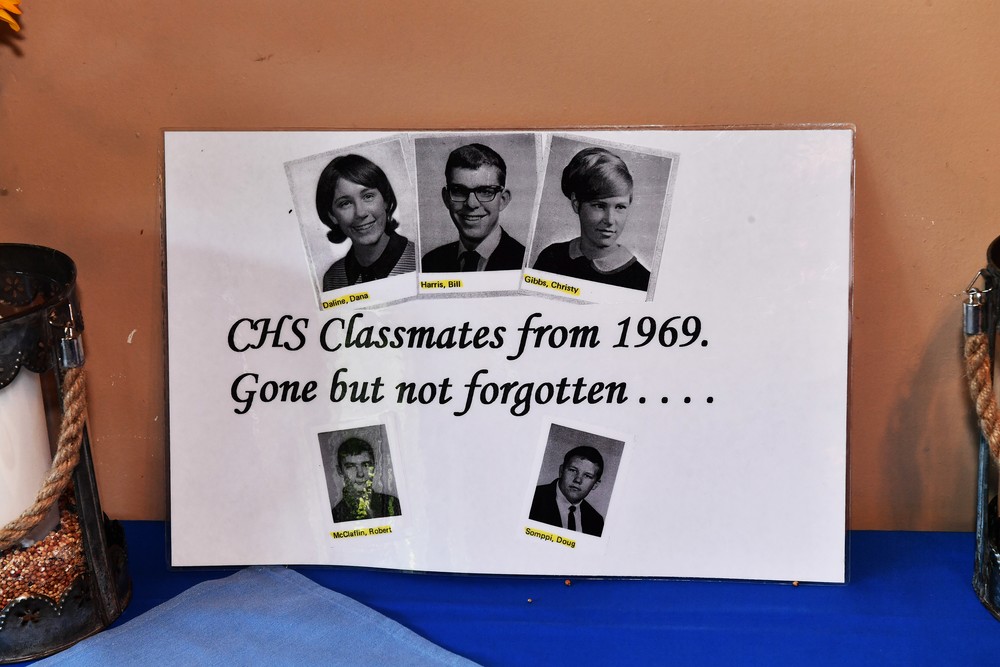 Daline, Dana
Harris, Bill
Gibbs, Christy
CHS Classmates from 1969.
Gone but not forgotten . . . .
McClaflin, Robert
Somppi, Doug